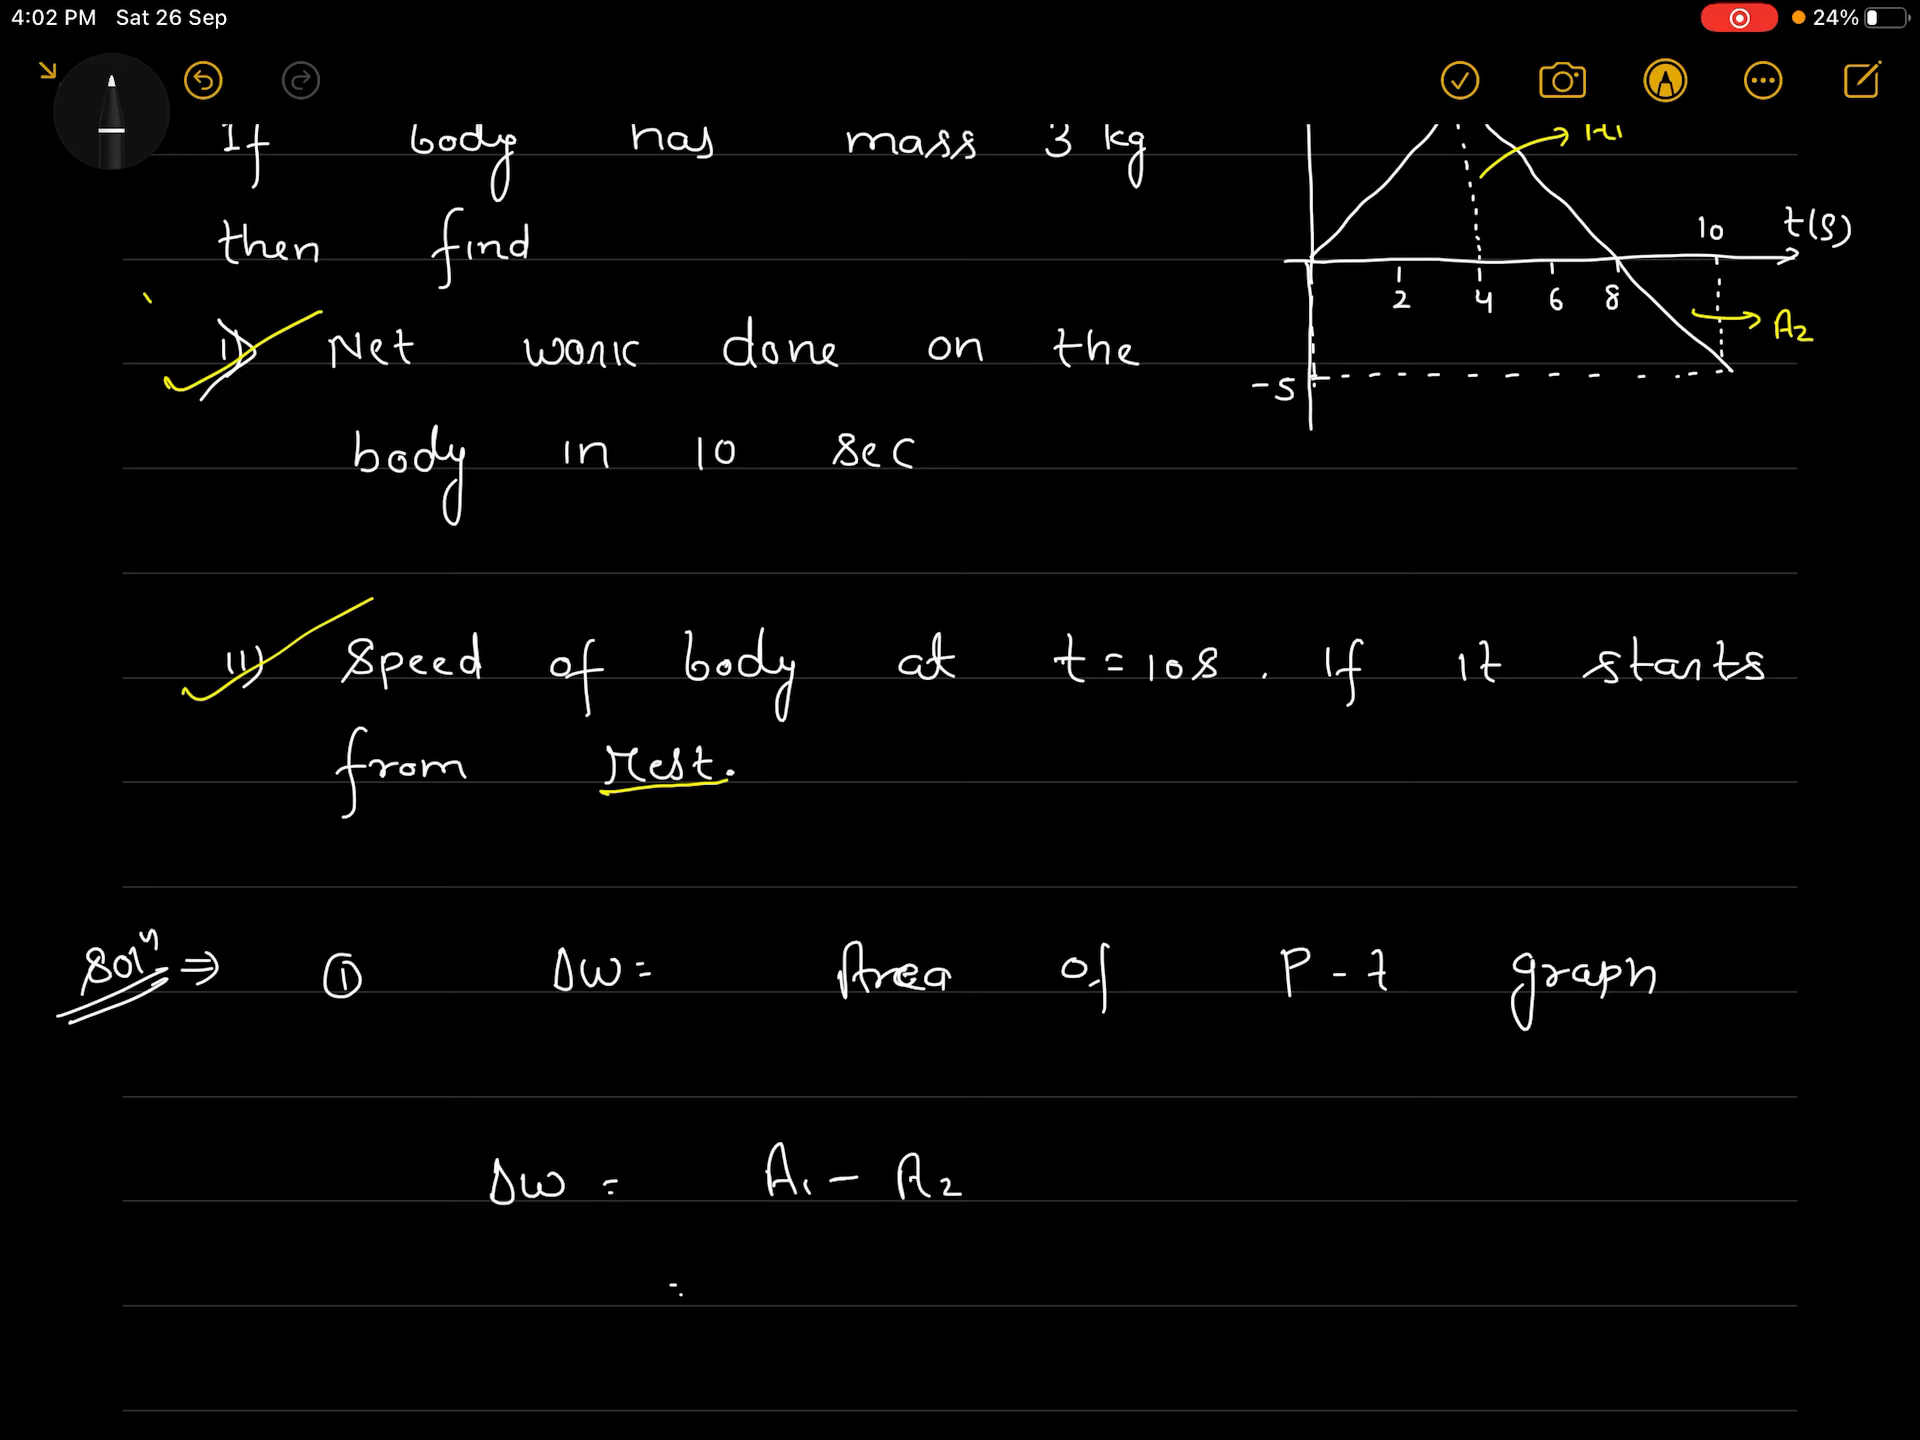 4:02 PM Sat 26 Sep
24%
If body has mass 3 kg
then find
i) Net work done on the
body in 10 sec
A1
10 t(s)
2 4 6 8
A2
-5
ii) Speed of body at t=10s. If it starts
from rest.
Solⁿ ⇒ ① ΔW = Area of P-t graph
ΔW = A1 - A2
=